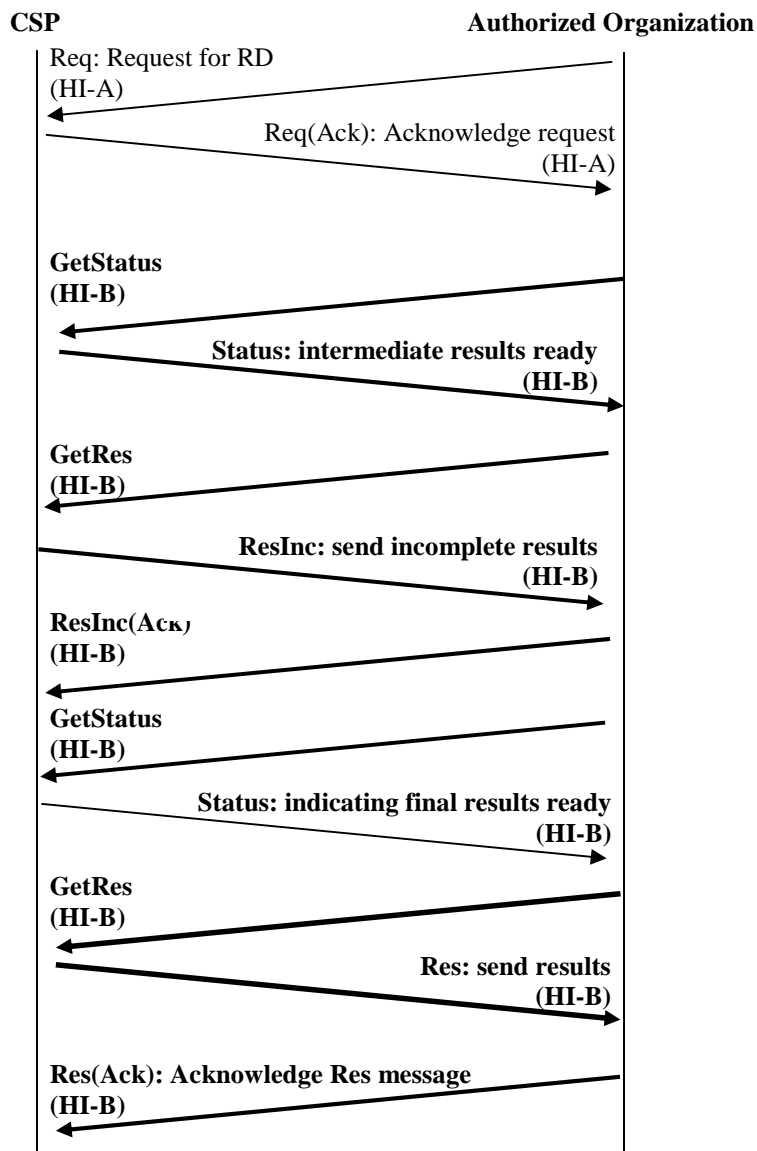 CSP Authorized Organization
Req: Request for RD
(HI-A)
Req(Ack): Acknowledge request
(HI-A)
GetStatus
(HI-B)
Status: intermediate results ready
(HI-B)
GetRes
(HI-B)
ResInc: send incomplete results
(HI-B)
ResInc(Ack)
(HI-B)
GetStatus
(HI-B)
Status: indicating final results ready
(HI-B)
GetRes
(HI-B)
Res: send results
(HI-B)
Res(Ack): Acknowledge Res message
(HI-B)